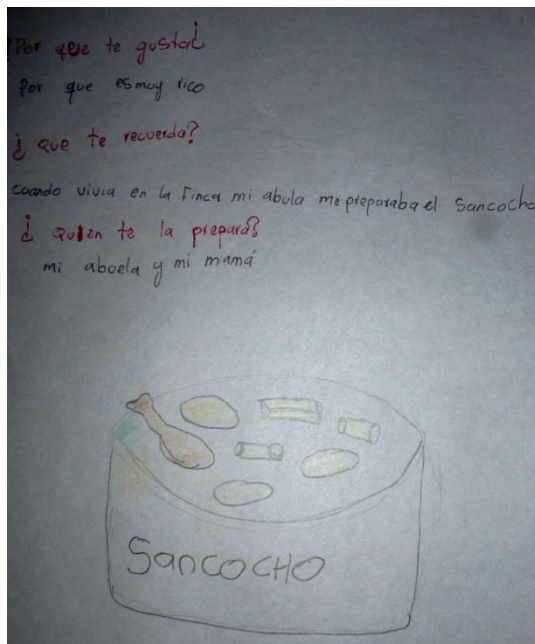 ¿Por que te gusta?
Por que es muy rico
¿ que te recuerda?
cuando vivia en la finca mi abula me preparaba el Sancocho
¿ Quien te la prepara?
mi abuela y mi mamá
SancocHo